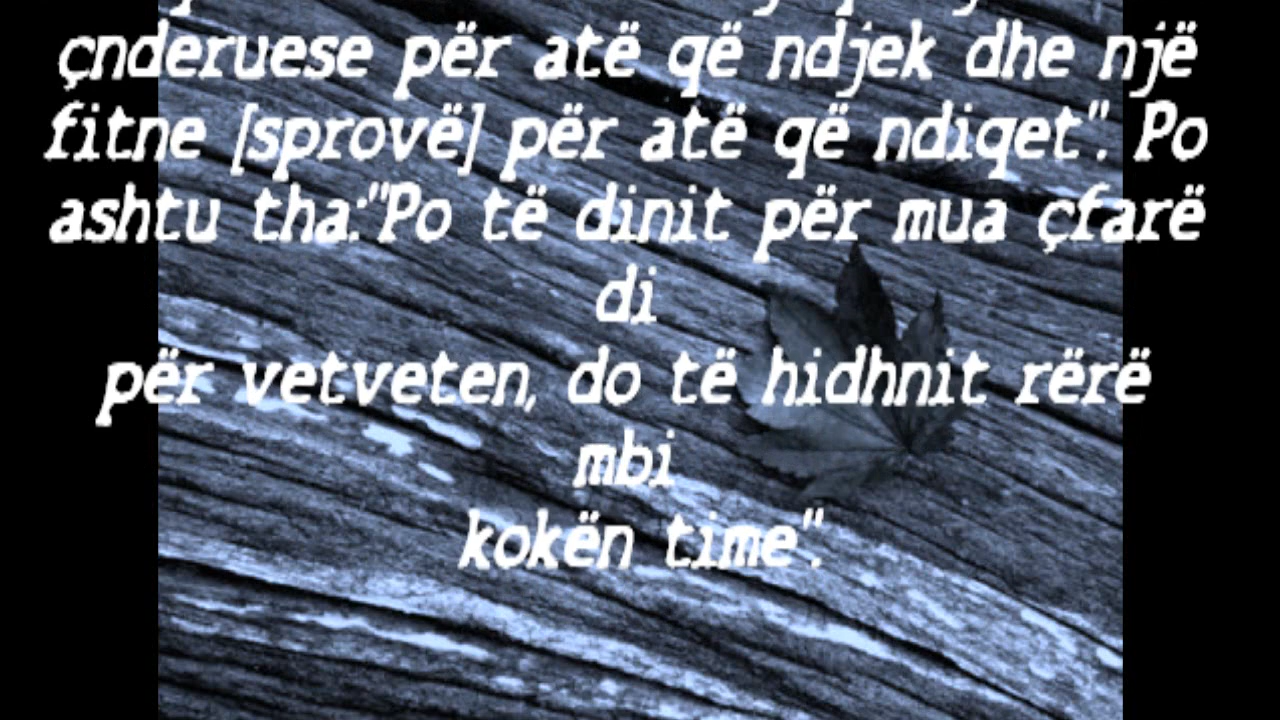 çnderuese për atë që ndjek dhe një
fitne [sprovë] për atë që ndiqet". Po
ashtu tha:"Po të dinit për mua çfarë
di
për vetveten, do të hidhnit rërë
mbi
kokën time".